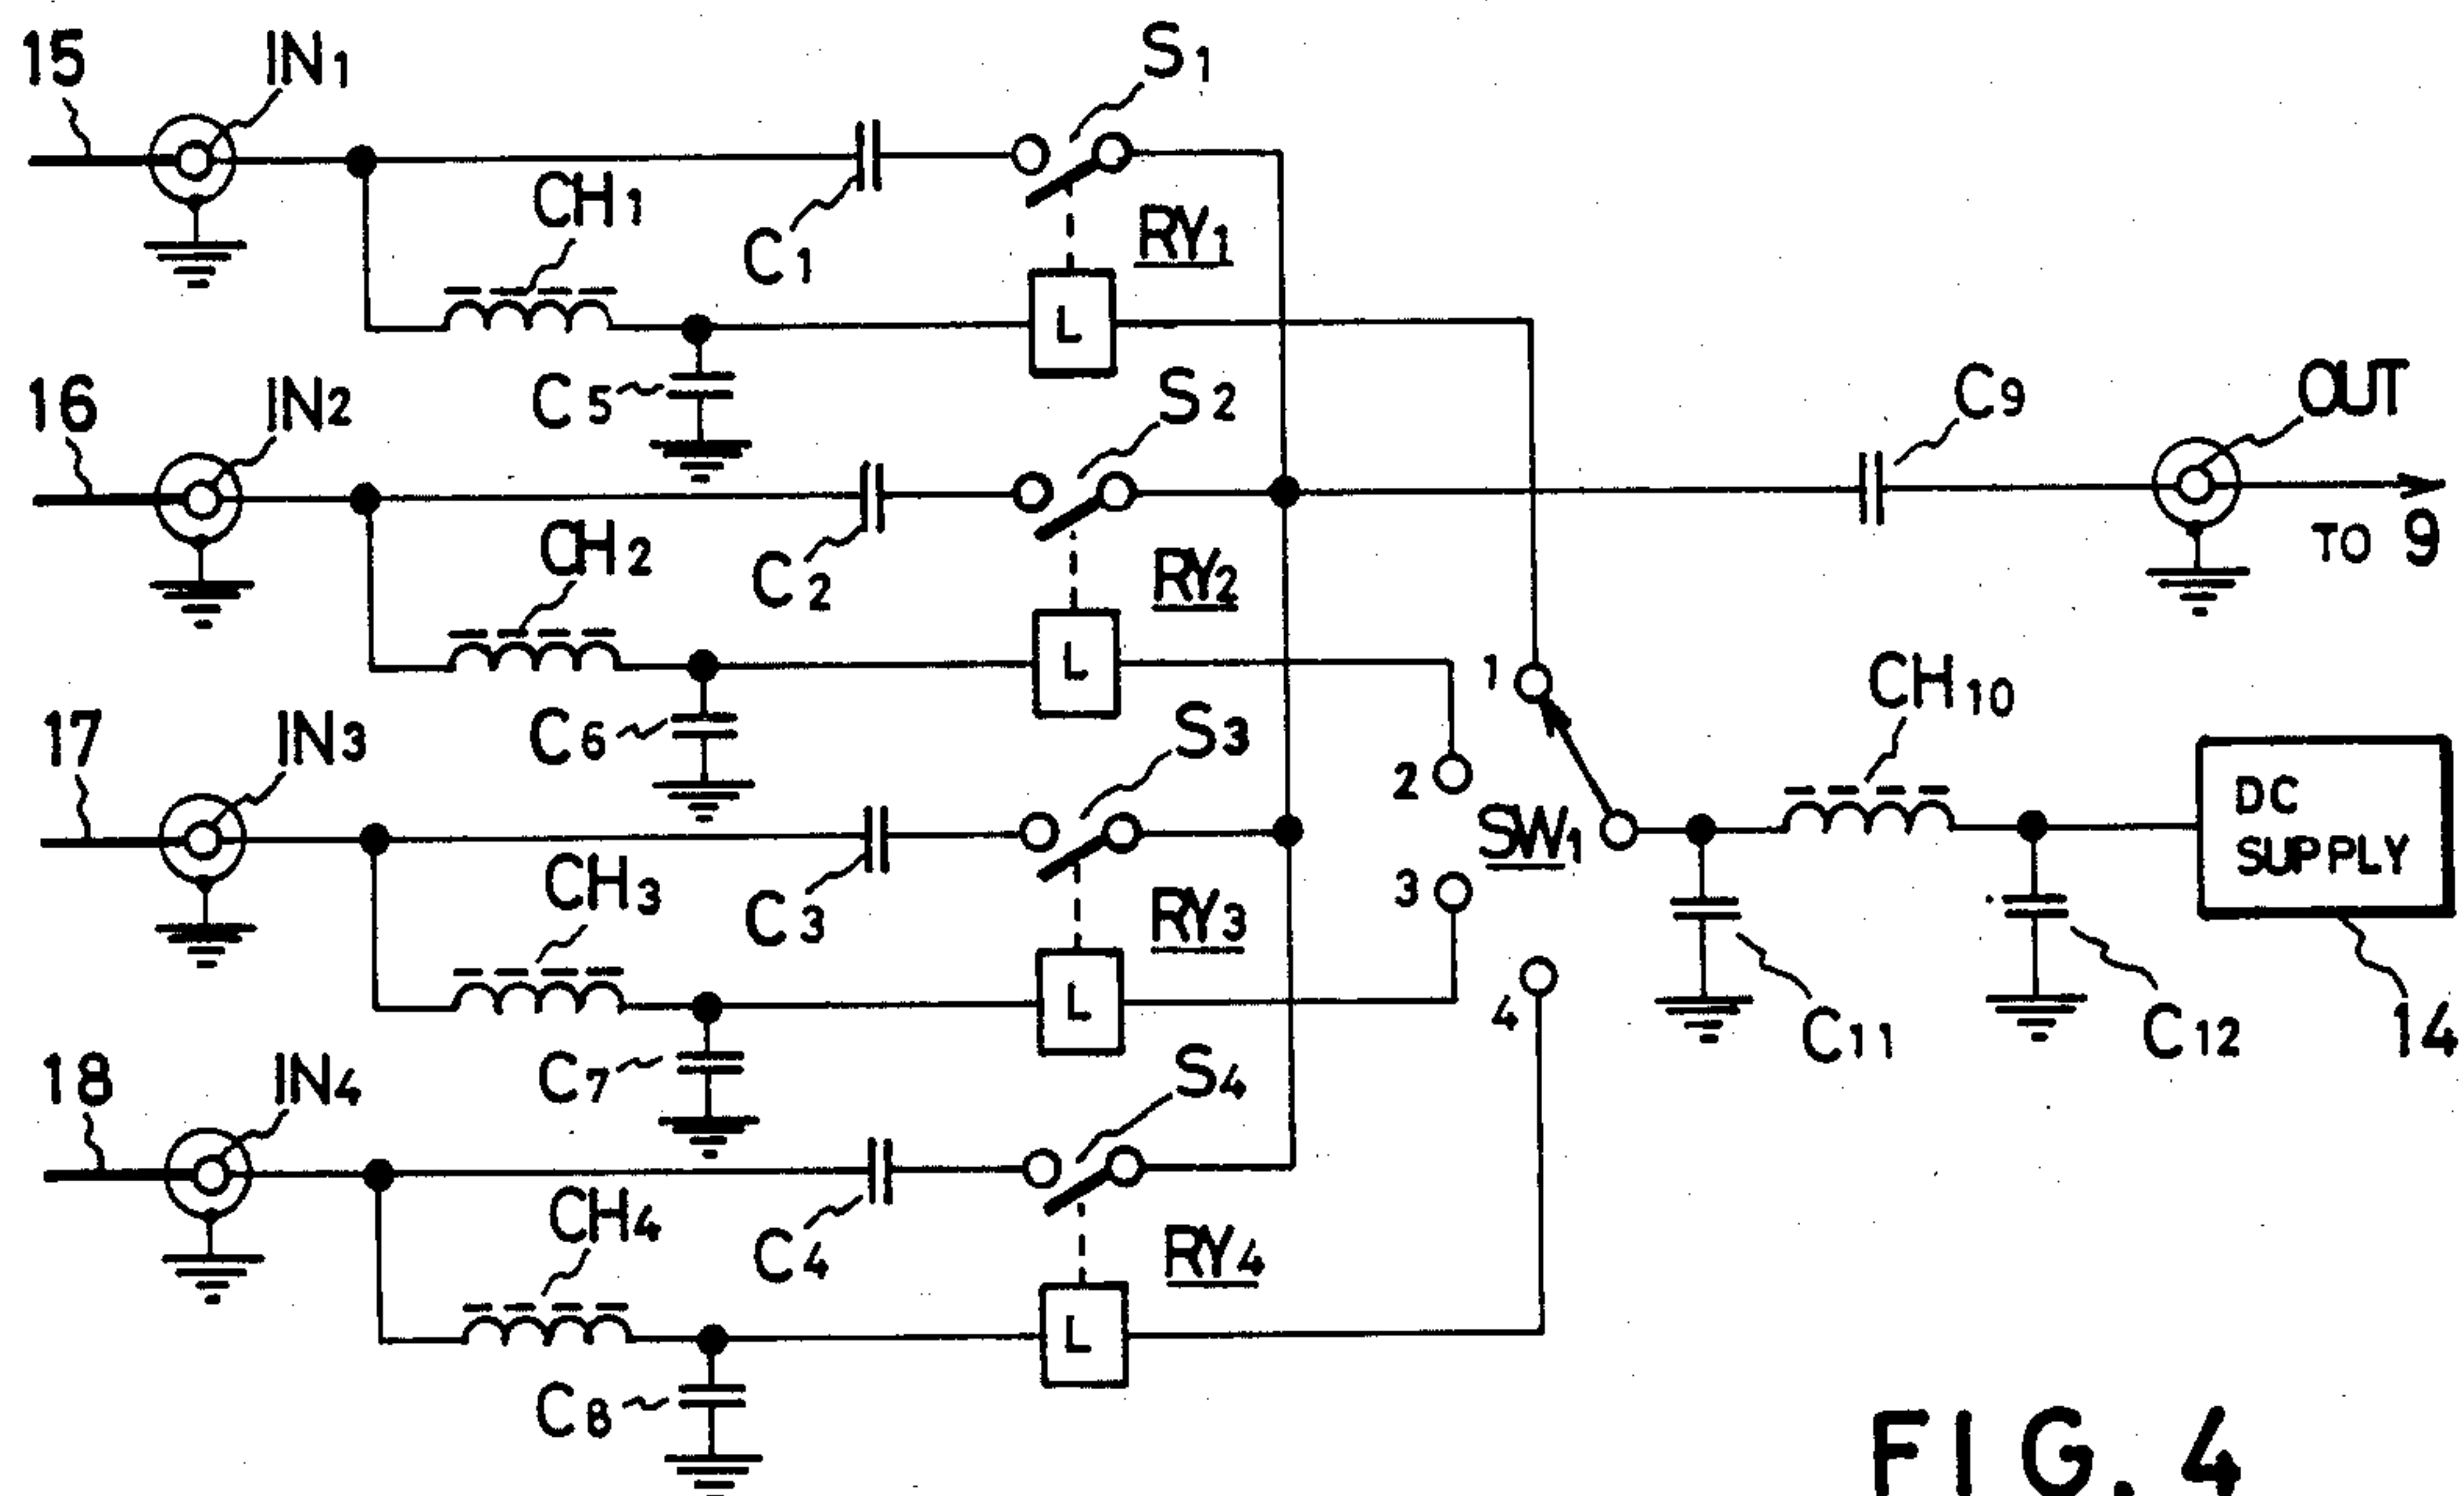 15
IN1
S1
CH1
C1
RY1
L
C5
16
IN2
S2
C9
OUT
TO 9
CH2
C2
RY2
L
C6
17
IN3
S3
1
2
SW1
3
4
CH10
DC
SUPPLY
C11
C12
14
CH3
C3
RY3
L
C7
18
IN4
S4
CH4
C4
RY4
L
C8
FIG. 4